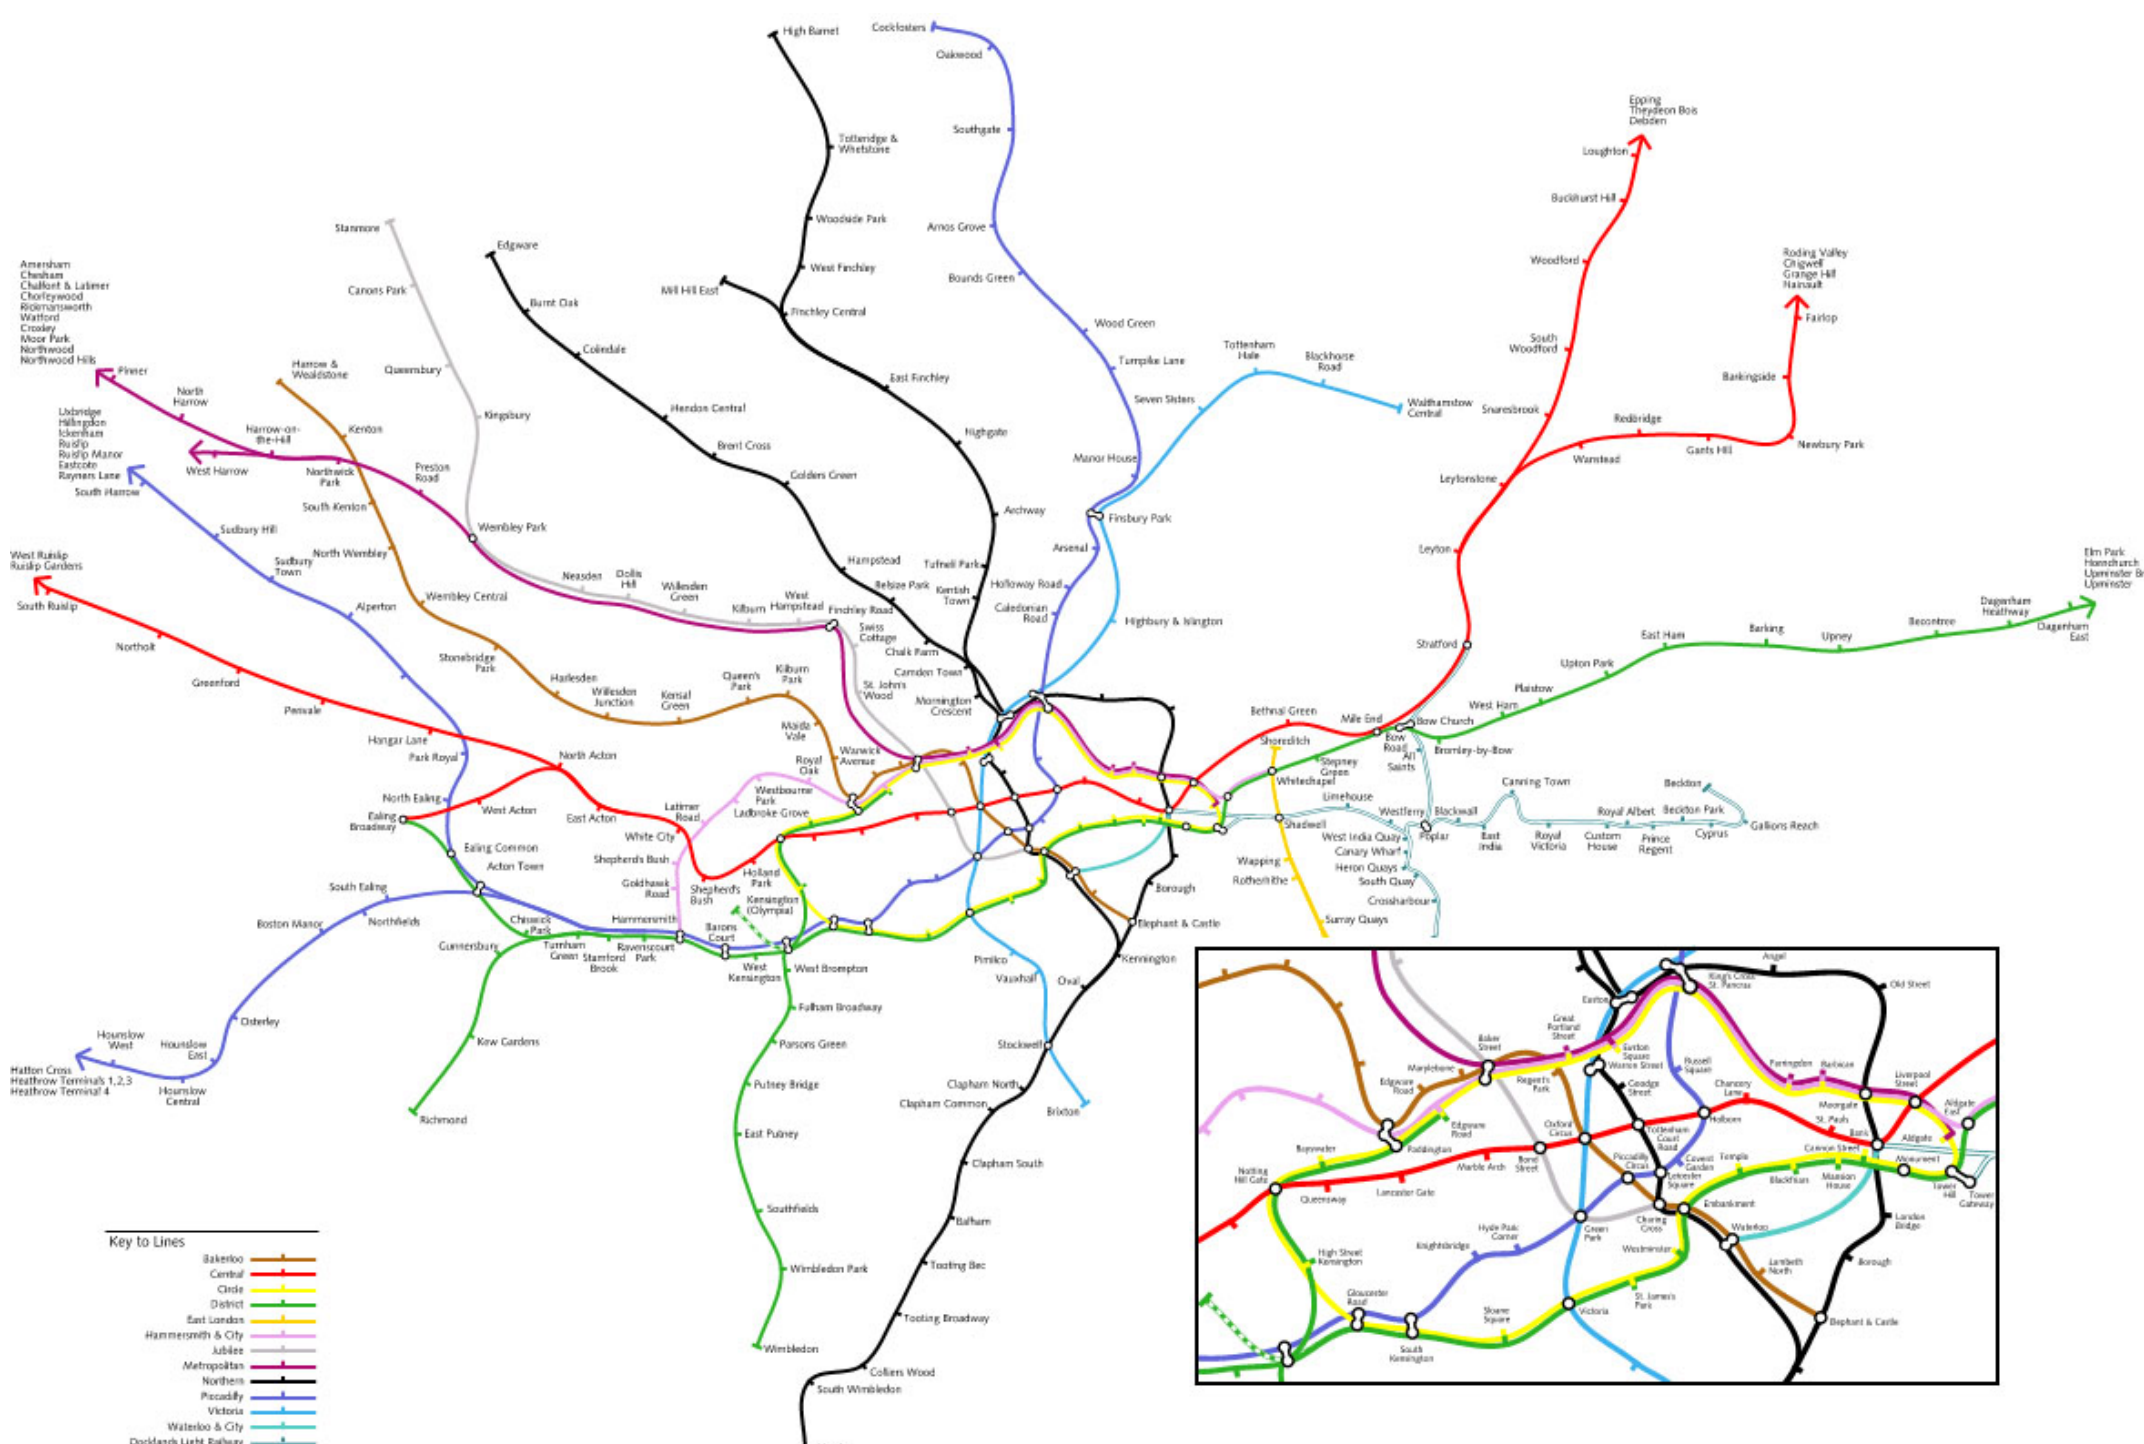 High Barnet
Cockfosters
Oakwood
Totteridge &
Whetstone
Southgate
Woodside Park
Arnos Grove
West Finchley
Bounds Green
Mill Hill East
Finchley Central
Wood Green
Turnpike Lane
East Finchley
Highgate
Manor House
Archway
Finsbury Park
Arsenal
Tufnell Park
Holloway Road
Kentish
Town
Caledonian
Road
Highbury & Islington
Tottenham
Hale
Blackhorse
Road
Seven Sisters
Walthamstow
Central
Epping
Theydeon Bois
Debden
Loughton
Buckhurst Hill
Woodford
South
Woodford
Snaresbrook
Roding Valley
Chigwell
Grange Hill
Hainault
Fairlop
Barkingside
Newbury Park
Gants Hill
Redbridge
Wanstead
Leytonstone
Leyton
Stratford
Stanmore
Canons Park
Queensbury
Kingsbury
Wembley Park
Neasden
Dollis
Hill
Willesden
Green
Kilburn
West
Hampstead
Finchley Road
Swiss
Cottage
St. John's
Wood
Edgware
Burnt Oak
Colindale
Hendon Central
Brent Cross
Golders Green
Hampstead
Belsize Park
Chalk Farm
Camden Town
Mornington
Crescent
Amersham
Chesham
Chalfont & Latimer
Chorleywood
Rickmansworth
Watford
Croxley
Moor Park
Northwood
Northwood Hills
Pinner
North
Harrow
Harrow-on-
the-Hill
West Harrow
Northwick
Park
Preston
Road
Uxbridge
Hillingdon
Ickenham
Ruislip
Ruislip Manor
Eastcote
Rayners Lane
South Harrow
Sudbury Hill
Sudbury
Town
Alperton
Park Royal
North Ealing
Harrow &
Wealdstone
Kenton
South Kenton
North Wembley
Wembley Central
Stonebridge
Park
Harlesden
Willesden
Junction
Kensal
Green
Queen's
Park
Kilburn
Park
Maida
Vale
Warwick
Avenue
West Ruislip
Ruislip Gardens
South Ruislip
Northolt
Greenford
Perivale
Hangar Lane
North Acton
West Acton
Ealing
Broadway
East Acton
White City
Shepherd's
Bush
Holland
Park
Royal
Oak
Westbourne
Park
Ladbroke Grove
Latimer
Road
Shepherd's Bush
Goldhawk
Road
Hammersmith
Kensington
(Olympia)
Barons
Court
West
Kensington
Ealing Common
Acton Town
South Ealing
Northfields
Boston Manor
Osterley
Hounslow
East
Hounslow
Central
Hounslow
West
Hatton Cross
Heathrow Terminals 1,2,3
Heathrow Terminal 4
Chiswick
Park
Gunnersbury
Kew Gardens
Richmond
Turnham
Green
Stamford
Brook
Ravenscourt
Park
West Brompton
Fulham Broadway
Parsons Green
Putney Bridge
East Putney
Southfields
Wimbledon Park
Wimbledon
Bethnal Green
Mile End
Shoreditch
Stepney
Green
Whitechapel
Bow
Road
Bow Church
Bromley-by-Bow
West Ham
Plaistow
Upton Park
East Ham
Barking
Upney
Becontree
Dagenham
Heathway
Dagenham
East
Elm Park
Hornchurch
Upminster Br
Upminster
All
Saints
Shadwell
Wapping
Rotherhithe
Surray Quays
Limehouse
Westferry
Poplar
Blackwall
East
India
Canning Town
Royal
Victoria
Custom
House
Royal Albert
Prince
Regent
Beckton Park
Cyprus
Gallions Reach
Beckton
West India Quay
Canary Wharf
Heron Quays
South Quay
Crossharbour
Borough
Elephant & Castle
Kennington
Pimlico
Vauxhall
Oval
Stockwell
Brixton
Clapham North
Clapham Common
Clapham South
Balham
Tooting Bec
Tooting Broadway
Colliers Wood
South Wimbledon
Angel
Old Street
King's Cross
St. Pancras
Euston
Great
Portland
Street
Baker
Street
Euston
Square
Warren Street
Russell
Square
Farringdon
Barbican
Liverpool
Street
Marylebone
Edgware
Road
Regent's
Park
Goodge
Street
Chancery
Lane
Moorgate
Aldgate
East
Holborn
St. Pauls
Edgware
Road
Oxford
Circus
Tottenham
Court
Road
Bank
Aldgate
Bayswater
Paddington
Bond
Street
Marble Arch
Piccadilly
Circus
Covent
Garden
Temple
Cannon Street
Monument
Notting
Hill Gate
Queensway
Lancaster Gate
Leicester
Square
Blackfriars
Mansion
House
Tower
Hill
Tower
Gateway
Charing
Cross
Embankment
Hyde Park
Corner
Knightsbridge
Green
Park
Waterloo
London
Bridge
High Street
Kensington
Westminster
Lambeth
North
Borough
Gloucester
Road
Sloane
Square
St. James's
Park
Victoria
South
Kensington
Elephant & Castle
Key to Lines
Bakerloo
Central
Circle
District
East London
Hammersmith & City
Jubilee
Metropolitan
Northern
Piccadilly
Victoria
Waterloo & City
Docklands Light Railway